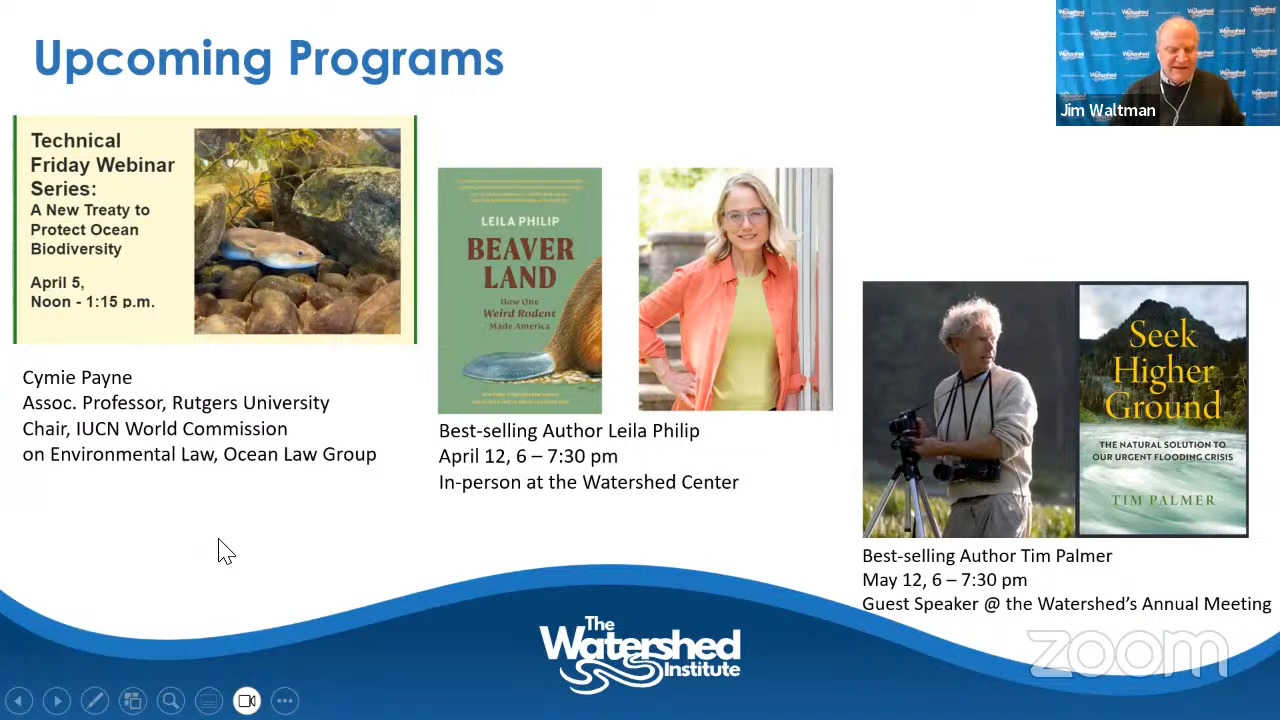 Upcoming Programs
Jim Waltman
Technical
Friday Webinar
Series:
A New Treaty to
Protect Ocean
Biodiversity
April 5,
Noon - 1:15 p.m.
Cymie Payne
Assoc. Professor, Rutgers University
Chair, IUCN World Commission
on Environmental Law, Ocean Law Group
LEILA PHILIP
BEAVER
LAND
How One
Weird Rodent
Made America
Best-selling Author Leila Philip
April 12, 6 – 7:30 pm
In-person at the Watershed Center
Seek
Higher
Ground
THE NATURAL SOLUTION TO
OUR URGENT FLOODING CRISIS
TIM PALMER
Best-selling Author Tim Palmer
May 12, 6 – 7:30 pm
Guest Speaker @ the Watershed's Annual Meeting
The
Watershed
Institute
zoom